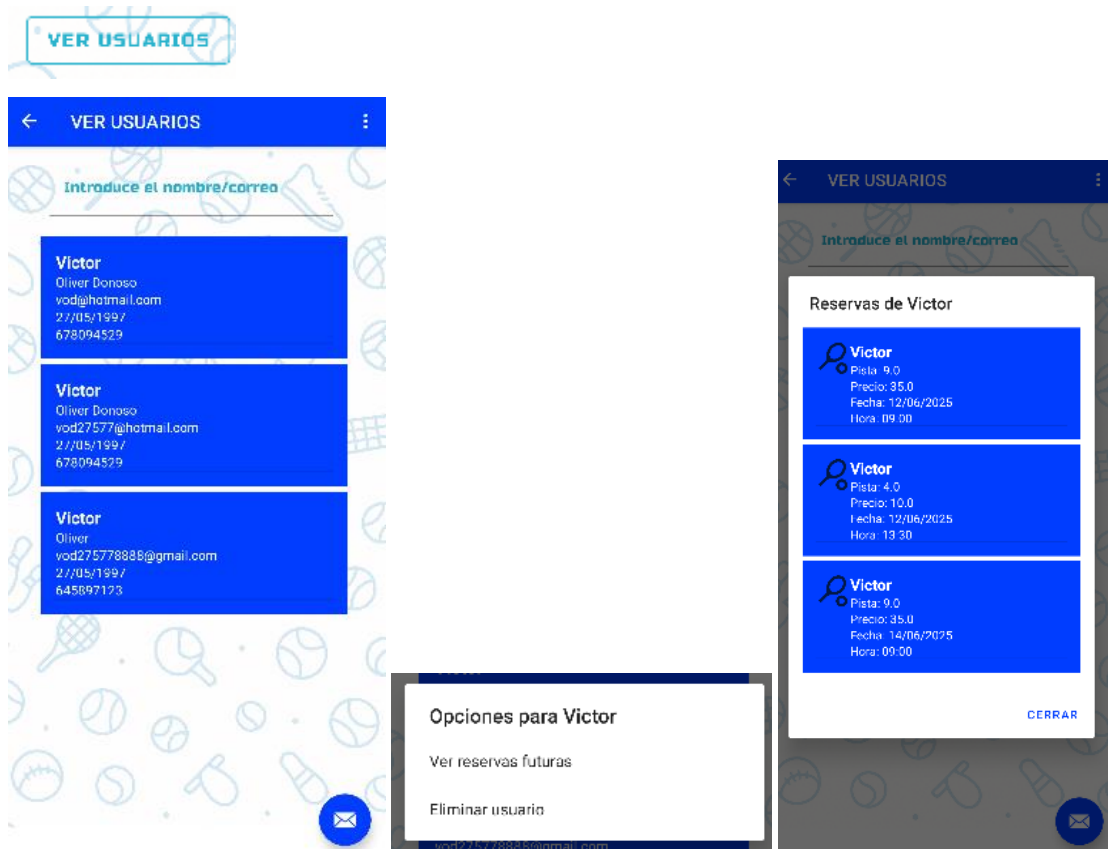 VER USUARIOS
VER USUARIOS
Introduce el nombre/correo
Victor
Oliver Donoso
vod@hotmail.com
27/05/1997
678094529
Victor
Oliver Donoso
vod27577@hotmail.com
27/05/1997
678094529
Victor
Oliver
vod275778888@gmail.com
27/05/1997
645897123
Opciones para Victor
Ver reservas futuras
Eliminar usuario
vod275778888@gmail.com
VER USUARIOS
Introduce el nombre/correo
Reservas de Victor
Victor
Pista: 9.0
Precio: 35.0
Fecha: 12/06/2025
Hora: 09:00
Victor
Pista: 4.0
Precio: 10.0
Fecha: 12/06/2025
Hora: 13:30
Victor
Pista: 9.0
Precio: 35.0
Fecha: 14/06/2025
Hora: 09:00
CERRAR